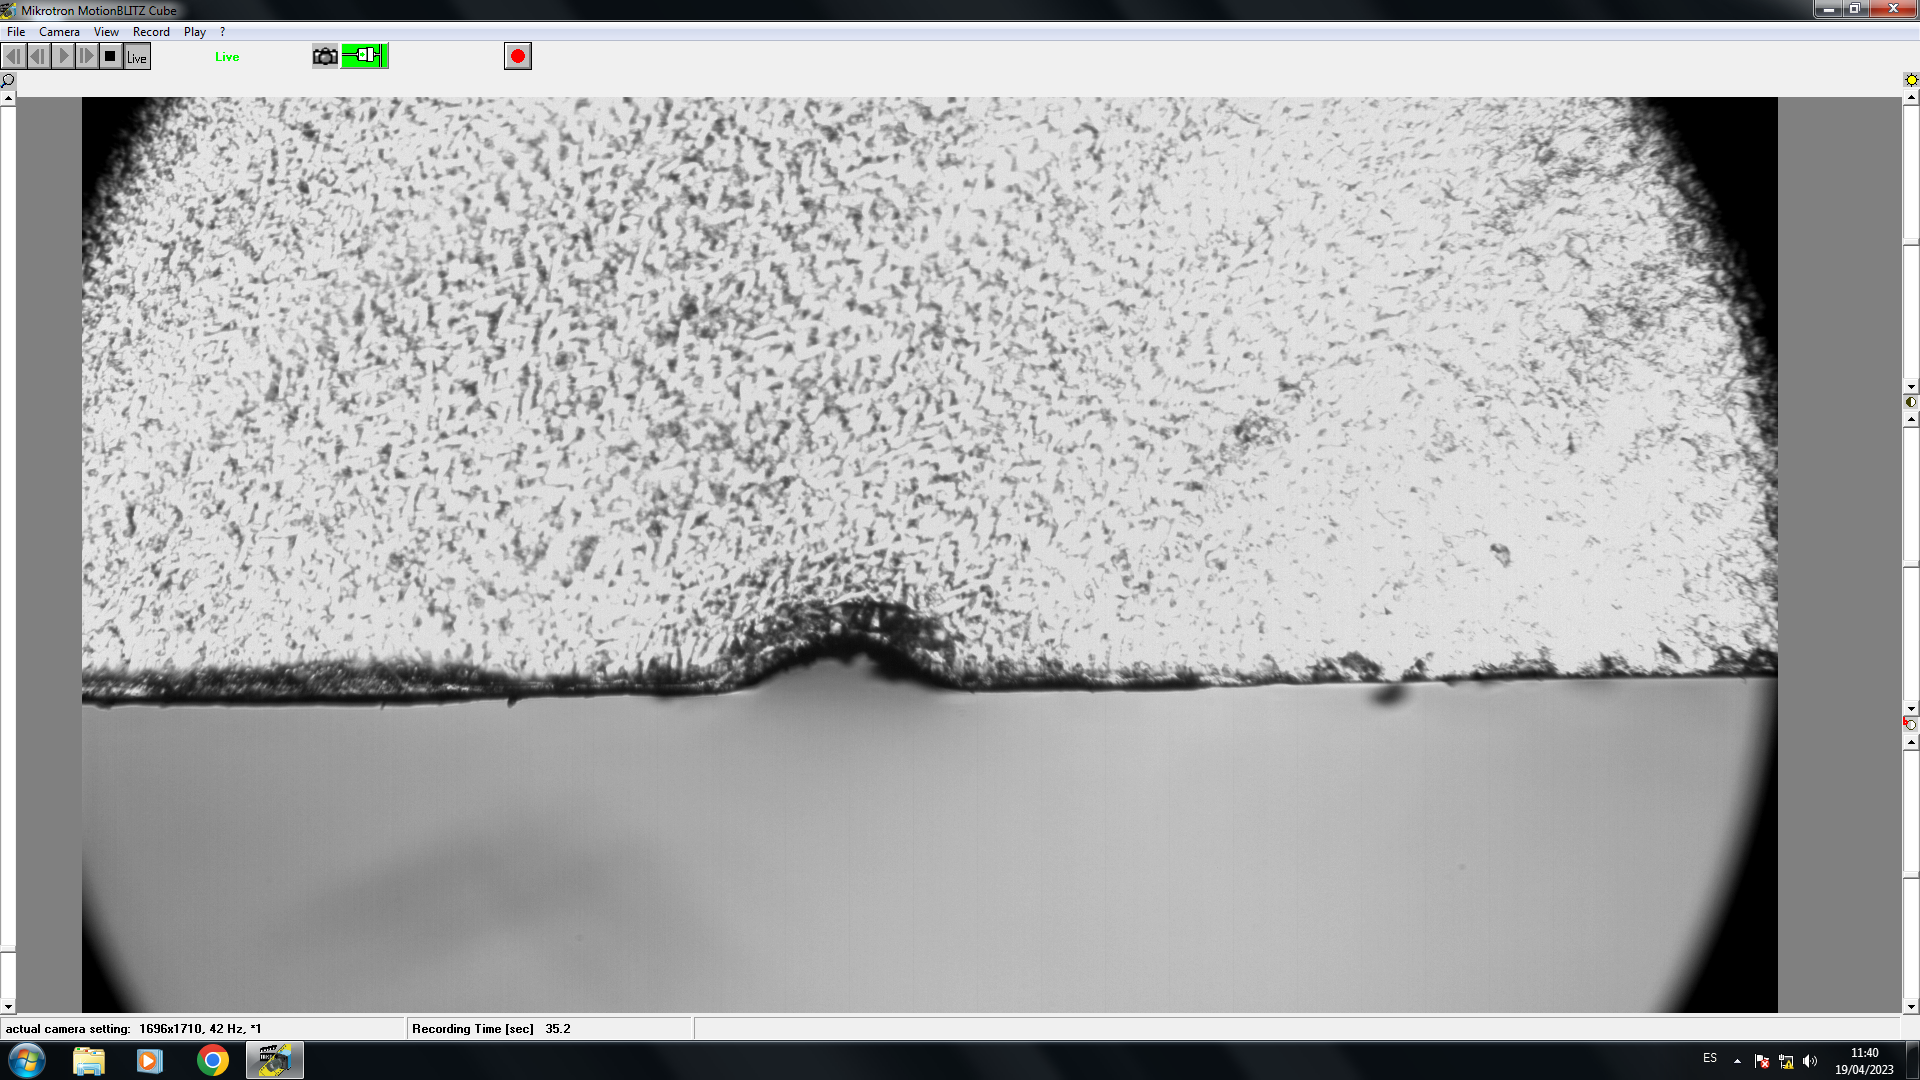 Mikrotron MotionBLITZ Cube
File Camera View Record Play ?
Live Live
actual camera setting: 1696x1710, 42 Hz, *1 Recording Time [sec] 35.2
ES 11:40
19/04/2023